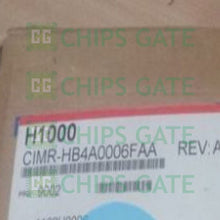 CHIPS GATE
CHIPS GATE
H1000
CIMR-HB4A0006FAA REV: A
CHIPS GATE
CHIPS GATE